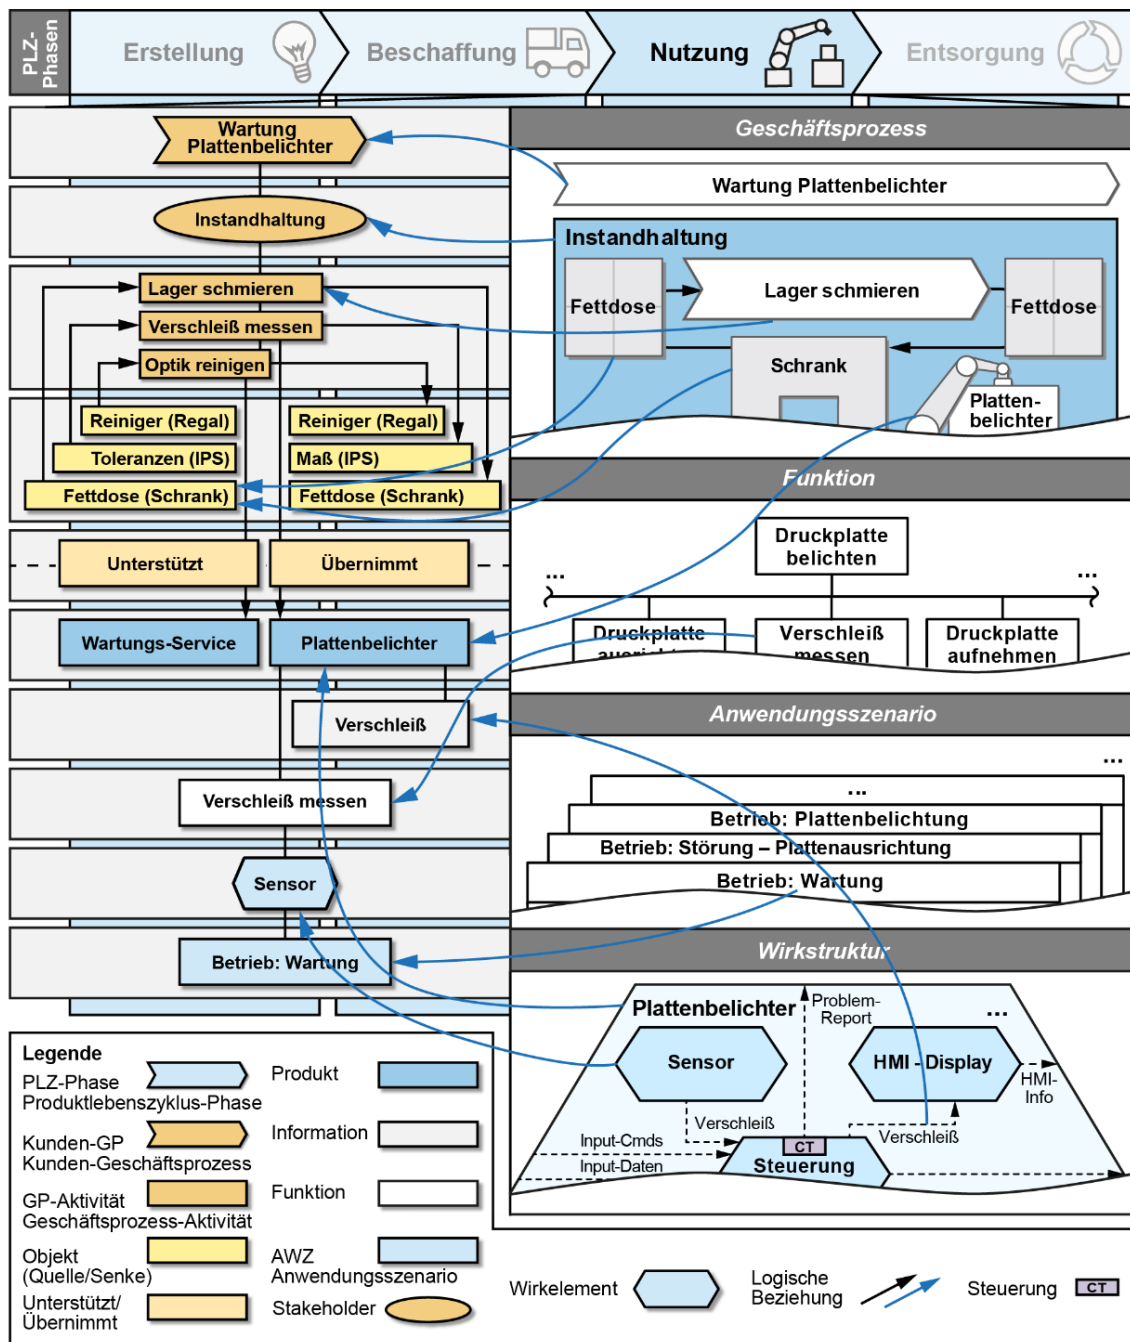 PLZ-
Phasen
Erstellung
Beschaffung
Nutzung
Entsorgung
Wartung
Plattenbelichter
Instandhaltung
Lager schmieren
Verschleiß messen
Optik reinigen
Reiniger (Regal)
Reiniger (Regal)
Toleranzen (IPS)
Maß (IPS)
Fettdose (Schrank)
Fettdose (Schrank)
Unterstützt
Übernimmt
Wartungs-Service
Plattenbelichter
Verschleiß
Verschleiß messen
Sensor
Betrieb: Wartung
Geschäftsprozess
Wartung Plattenbelichter
Instandhaltung
Fettdose
Lager schmieren
Fettdose
Schrank
Platten-
belichter
Funktion
Druckplatte
belichten
...
...
Druckplatte
ausrichten
Verschleiß
messen
Druckplatte
aufnehmen
Anwendungsszenario
...
...
Betrieb: Plattenbelichtung
Betrieb: Störung – Plattenausrichtung
Betrieb: Wartung
Wirkstruktur
Plattenbelichter
Problem-
Report
...
Sensor
HMI - Display
HMI-
Info
Verschleiß
Verschleiß
Input-Cmds
Input-Daten
CT
Steuerung
Legende
PLZ-Phase
Produktlebenszyklus-Phase
Kunden-GP
Kunden-Geschäftsprozess
GP-Aktivität
Geschäftsprozess-Aktivität
Objekt
(Quelle/Senke)
Unterstützt/
Übernimmt
Produkt
Information
Funktion
AWZ
Anwendungsszenario
Stakeholder
Wirkelement
Logische
Beziehung
Steuerung
CT